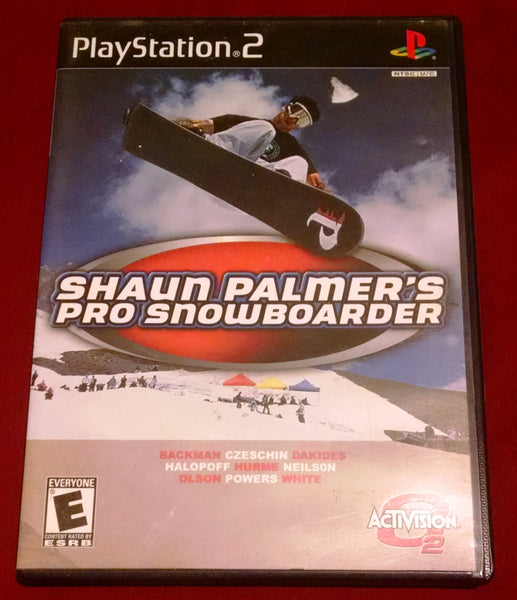 PlayStation®2
NTSC U/C
SHAUN PALMER'S
PRO SNOWBOARDER
TM
BACKMAN CZESCHIN DAKIDES
HALOPOFF HURME NEILSON
OLSON POWERS WHITE
EVERYONE
E
CONTENT RATED BY
ESRB
ACTIVISION
O2